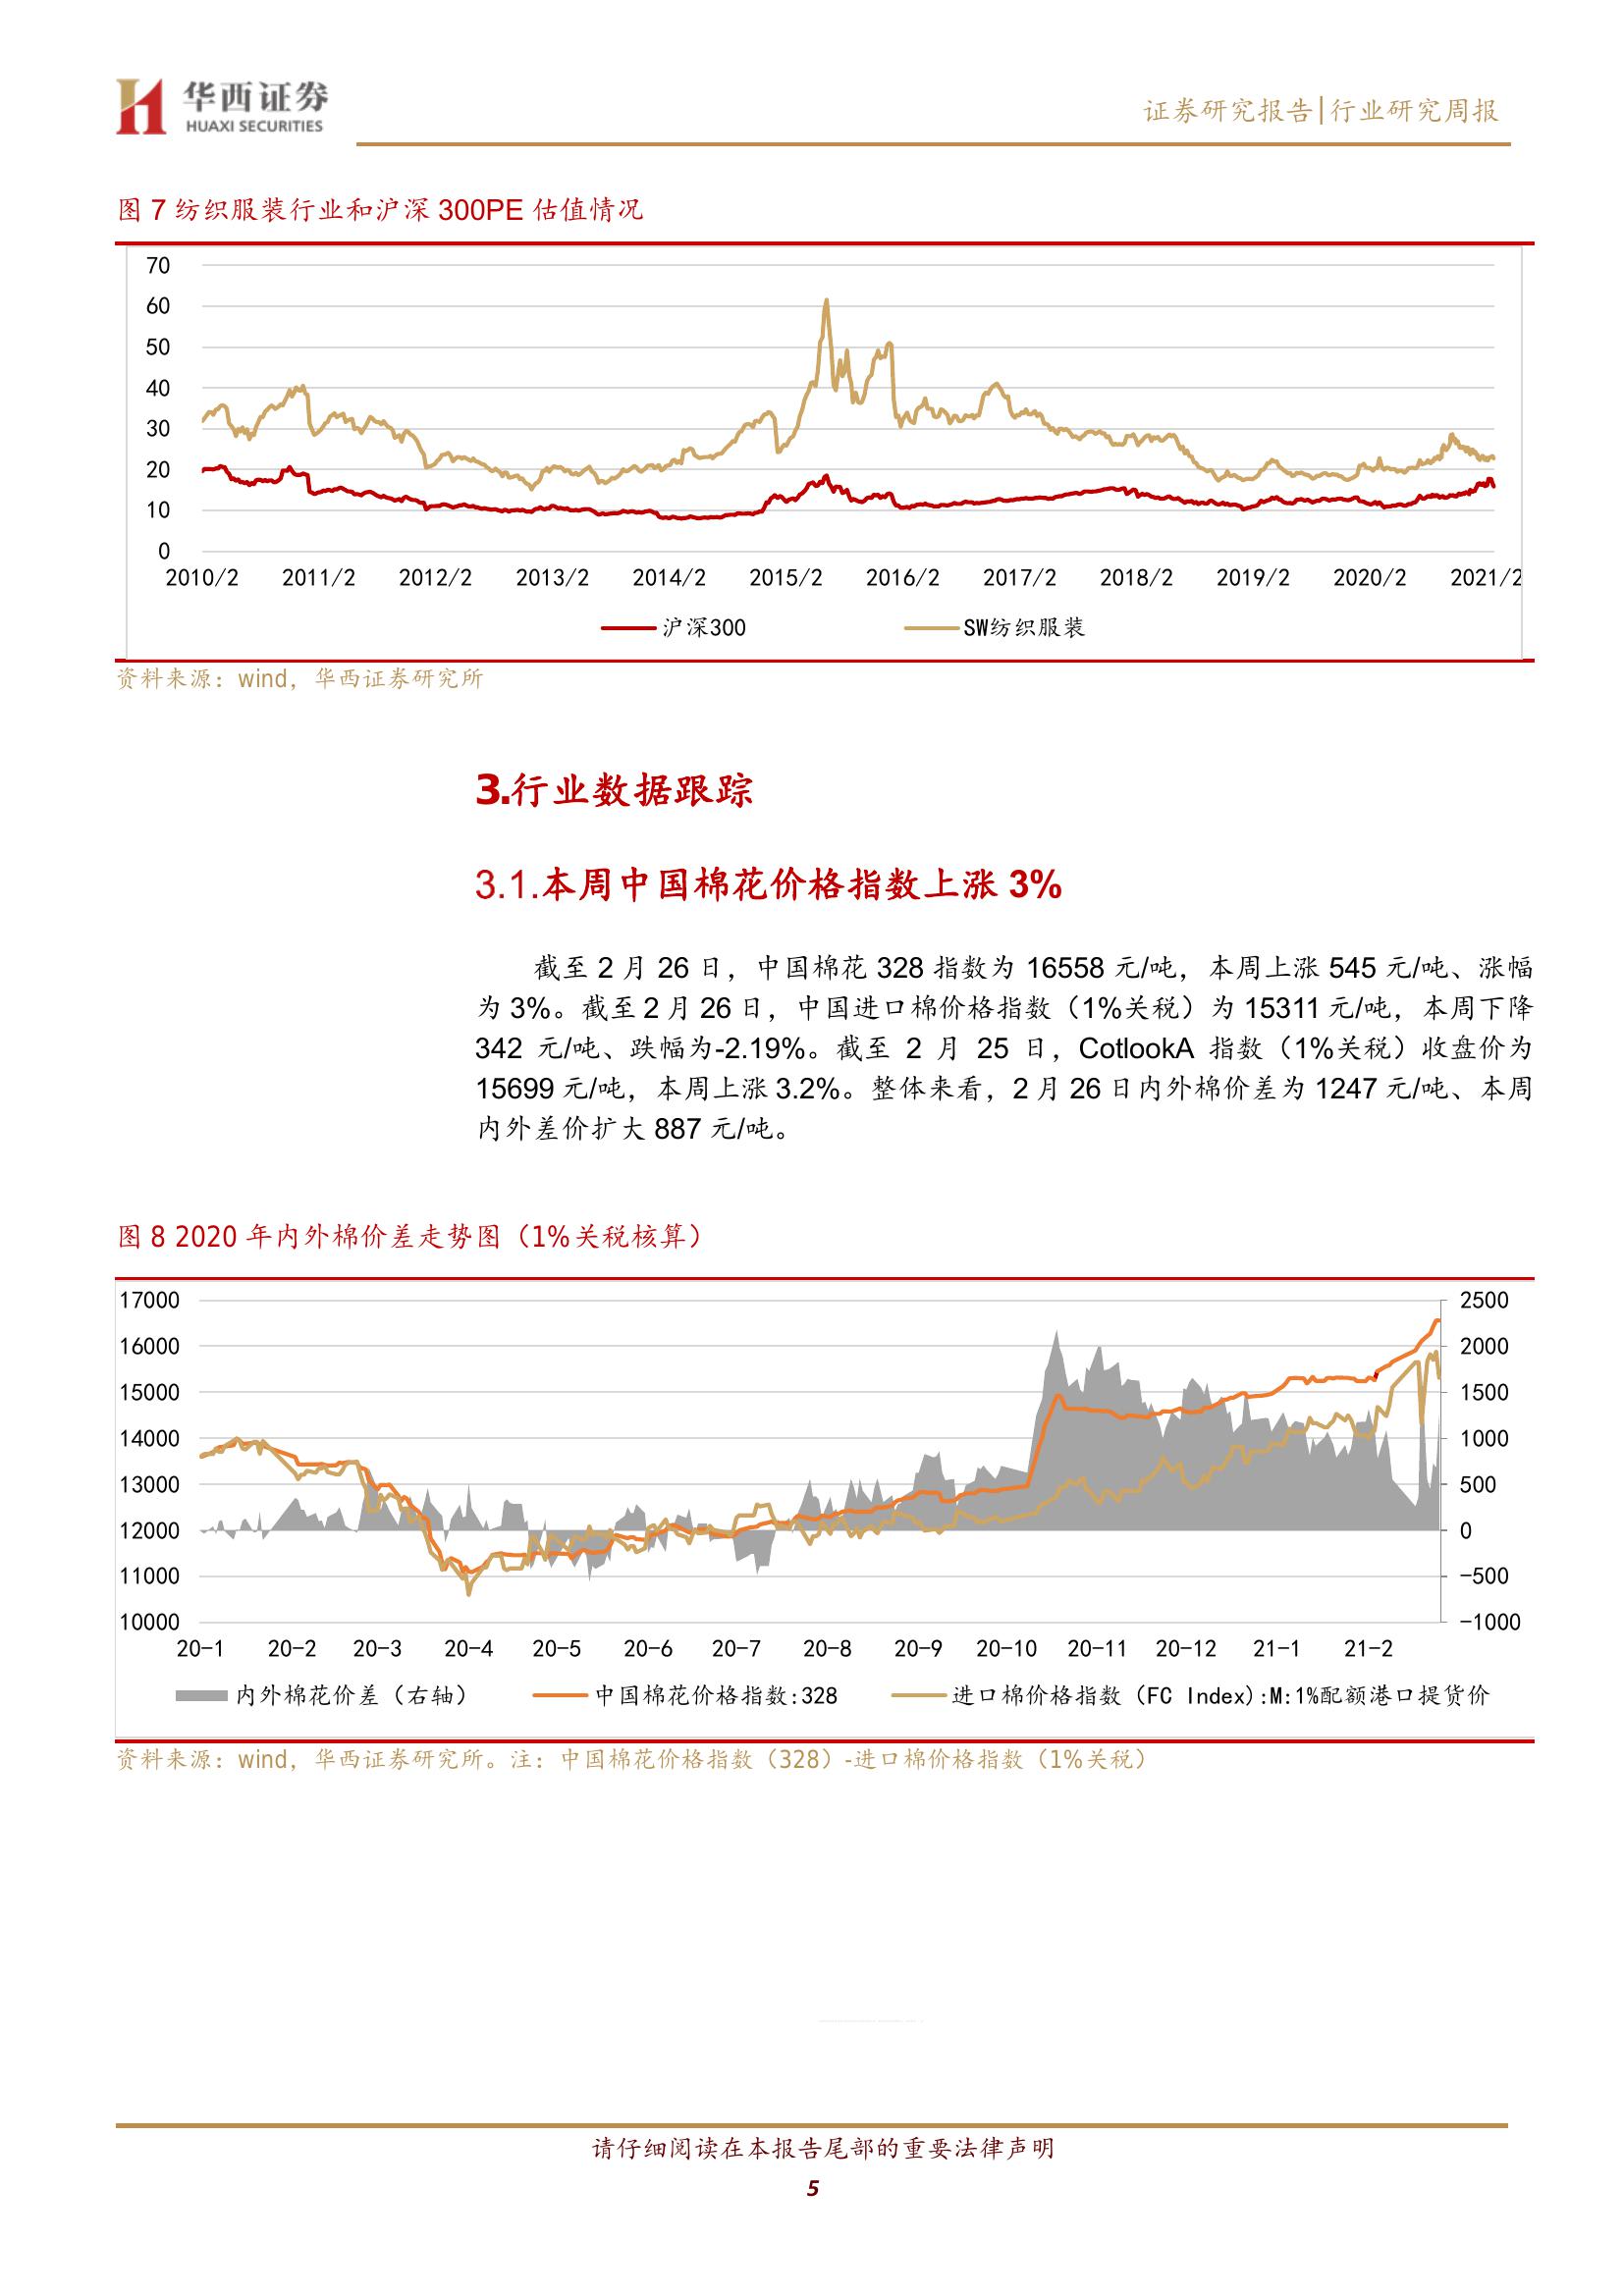 华西证券
HUAXI SECURITIES
证券研究报告|行业研究周报
图 7 纺织服装行业和沪深 300PE 估值情况
70
60
50
40
30
20
10
0
2010/2 2011/2 2012/2 2013/2 2014/2 2015/2 2016/2 2017/2 2018/2 2019/2 2020/2 2021/2
沪深300 SW纺织服装
资料来源：wind，华西证券研究所
3.行业数据跟踪
3.1.本周中国棉花价格指数上涨 3%
截至 2 月 26 日，中国棉花 328 指数为 16558 元/吨，本周上涨 545 元/吨、涨幅
为 3%。截至 2 月 26 日，中国进口棉价格指数（1%关税）为 15311 元/吨，本周下降
342 元/吨、跌幅为-2.19%。截至 2 月 25 日，CotlookA 指数（1%关税）收盘价为
15699 元/吨，本周上涨 3.2%。整体来看，2 月 26 日内外棉价差为 1247 元/吨、本周
内外差价扩大 887 元/吨。
图 8 2020 年内外棉价差走势图（1%关税核算）
17000 2500
16000 2000
15000 1500
14000 1000
13000 500
12000 0
11000 -500
10000 -1000
20-1 20-2 20-3 20-4 20-5 20-6 20-7 20-8 20-9 20-10 20-11 20-12 21-1 21-2
内外棉花价差（右轴） 中国棉花价格指数:328 进口棉价格指数(FC Index):M:1%配额港口提货价
资料来源：wind，华西证券研究所。注：中国棉花价格指数（328）-进口棉价格指数（1%关税）
请仔细阅读在本报告尾部的重要法律声明
5